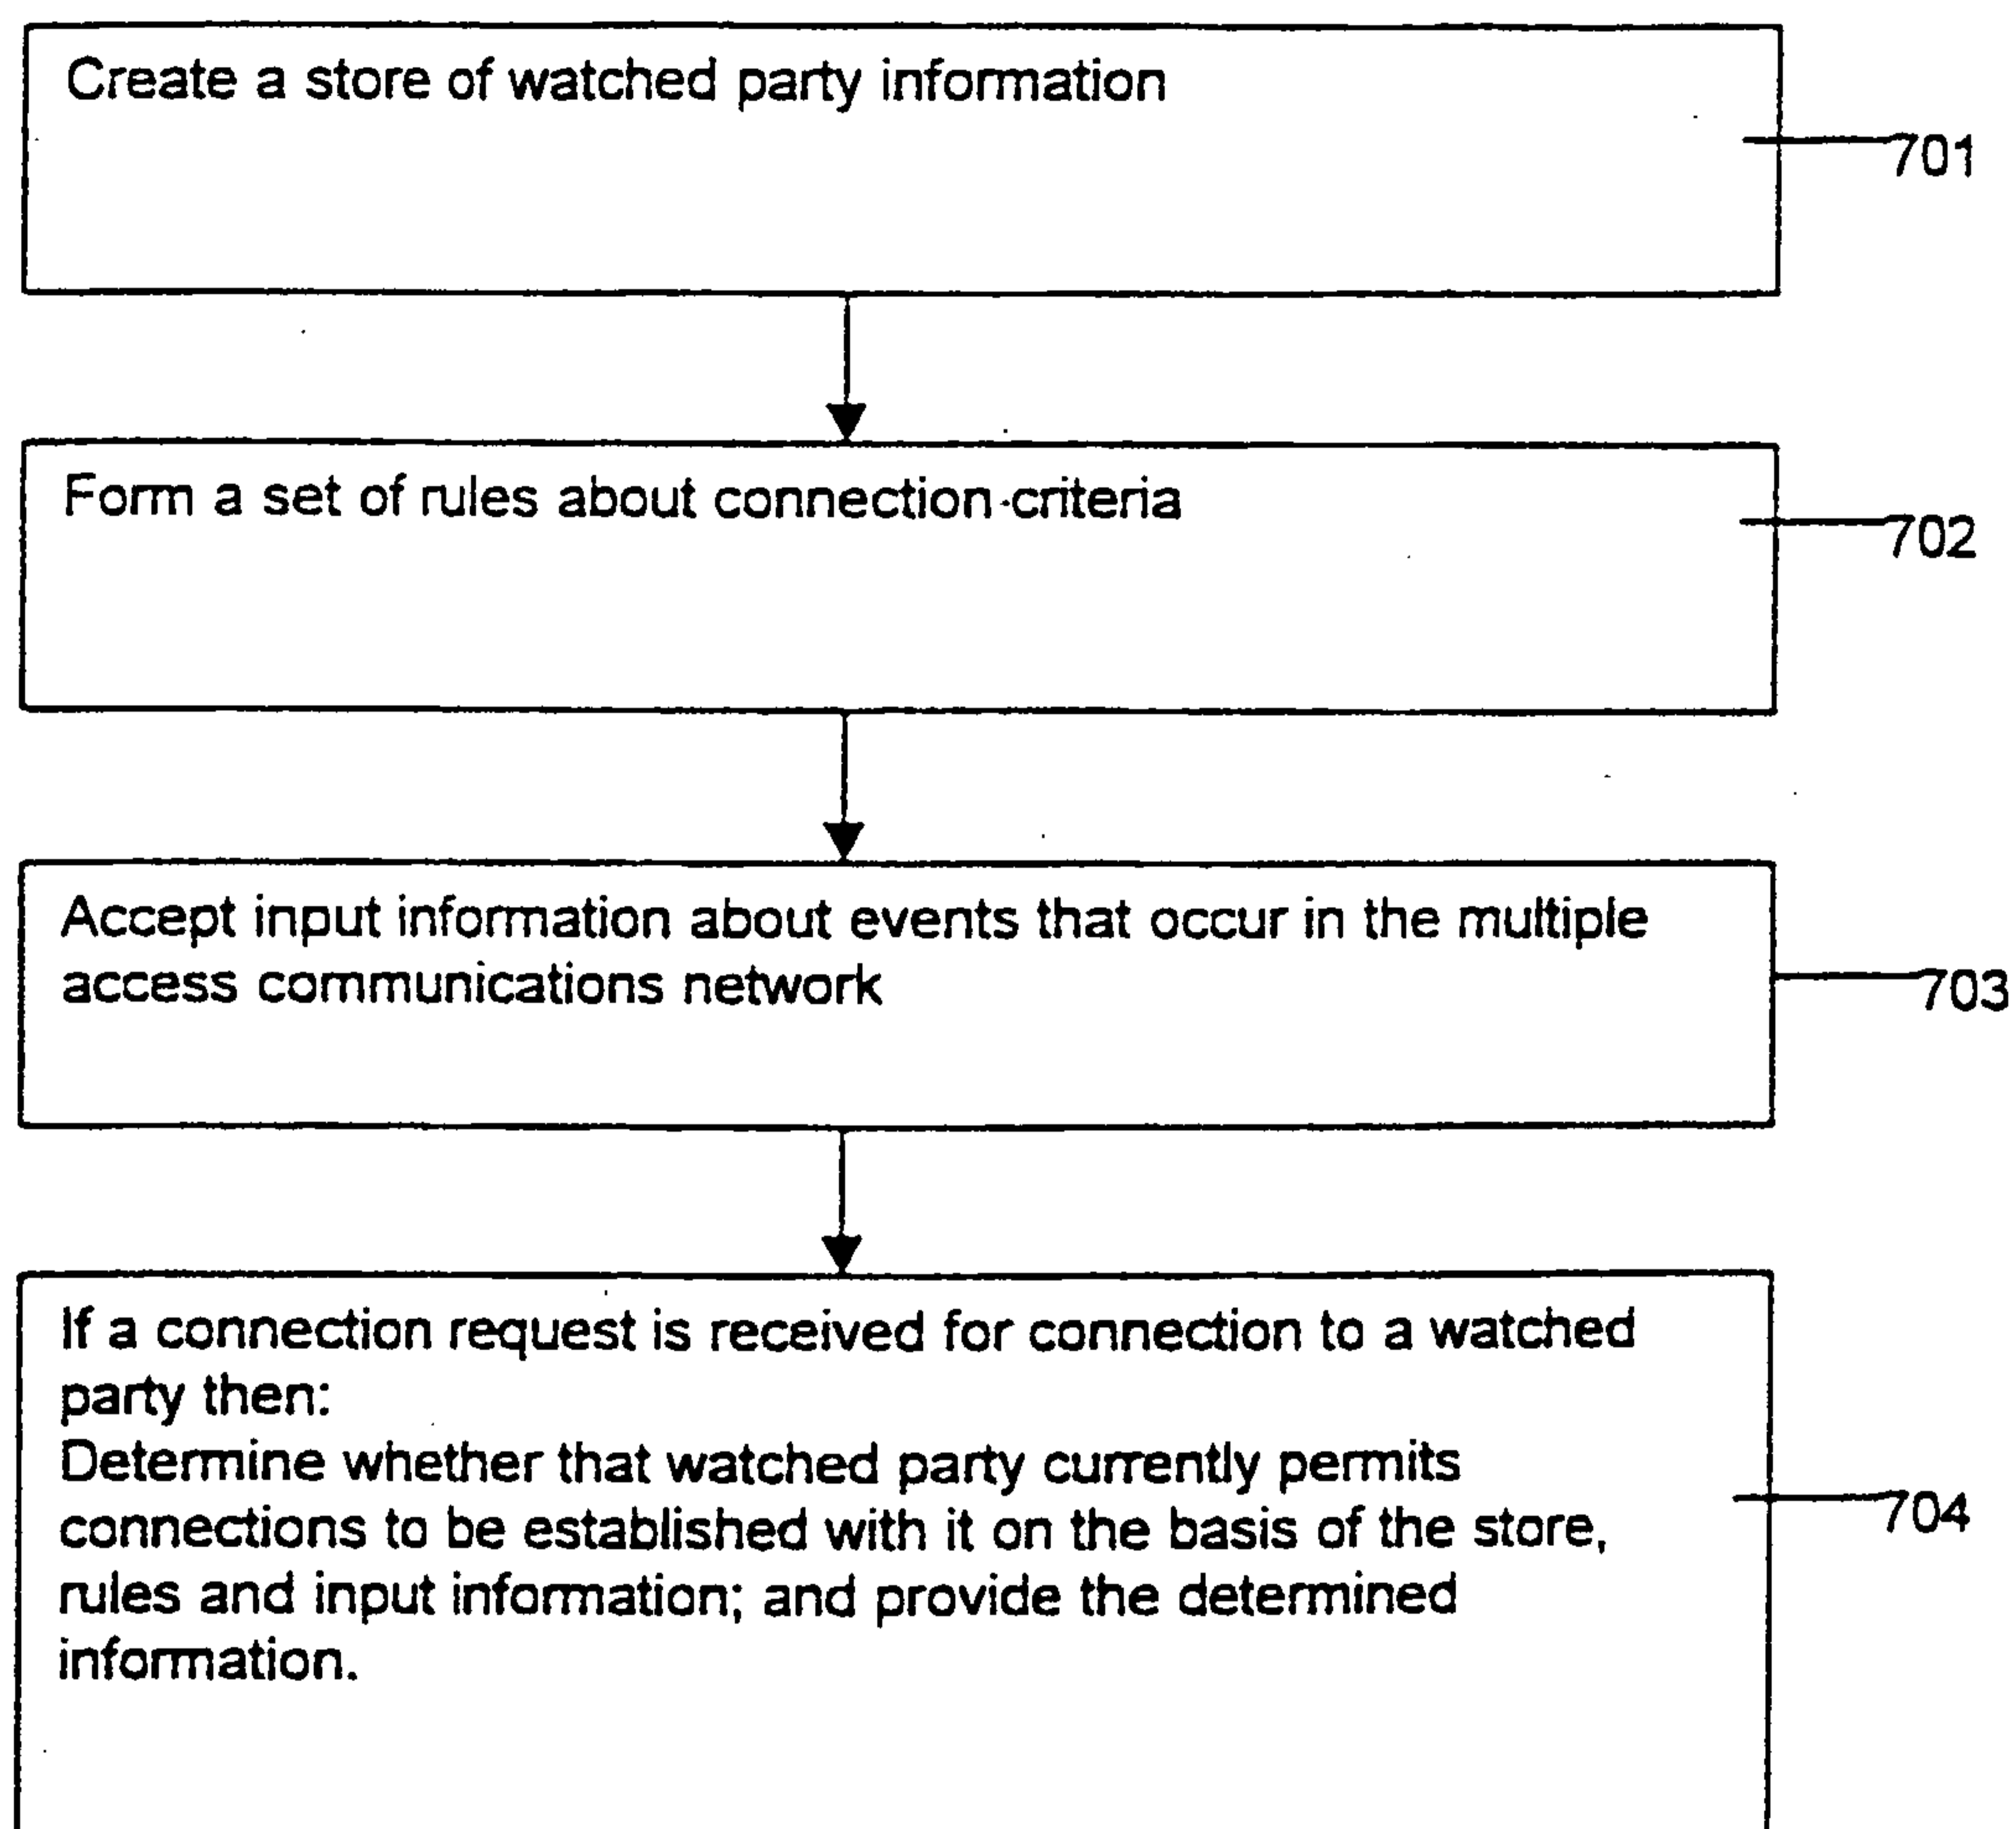 Create a store of watched party information
701
Form a set of rules about connection criteria
702
Accept input information about events that occur in the multiple
access communications network
703
If a connection request is received for connection to a watched
party then:
Determine whether that watched party currently permits
connections to be established with it on the basis of the store,
rules and input information; and provide the determined
information.
704